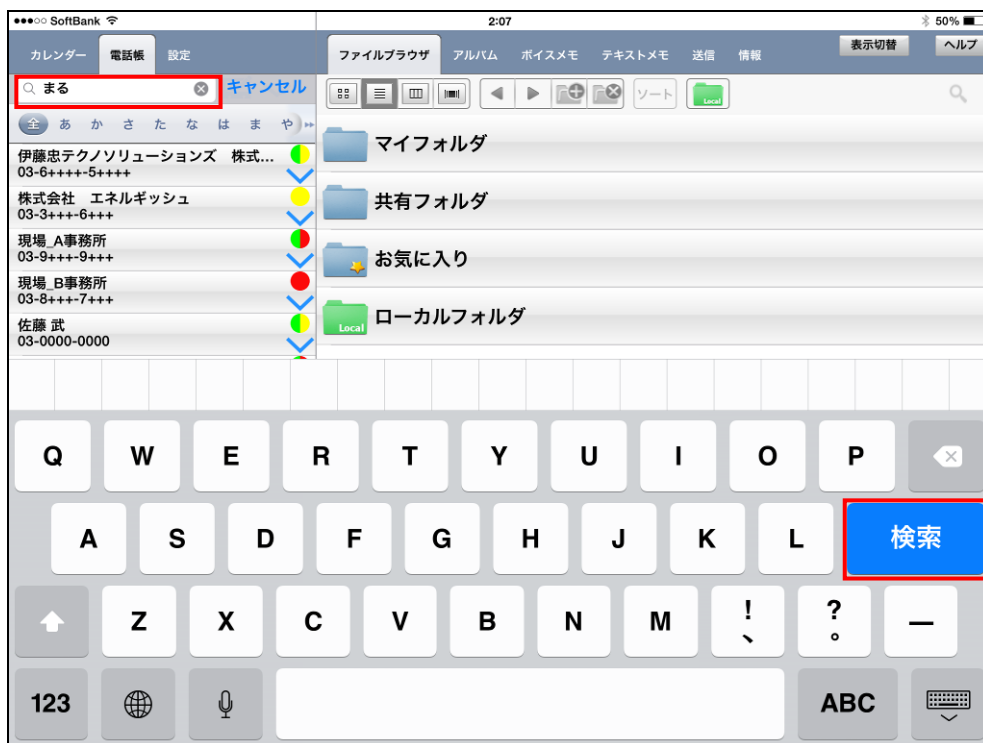 SoftBank
2:07
50%
カレンダー 電話帳 設定
ファイルブラウザ アルバム ボイスメモ テキストメモ 送信 情報
表示切替 ヘルプ
まる
キャンセル
ソート
Local
全 あ か さ た な は ま や
伊藤忠テクノソリューションズ 株式...
03-6++++-5++++
株式会社 エネルギッシュ
03-3+++-6+++
現場_A事務所
03-9+++-9+++
現場_B事務所
03-8+++-7+++
佐藤 武
03-0000-0000
マイフォルダ
共有フォルダ
お気に入り
Local
ローカルフォルダ
Q W E R T Y U I O P
A S D F G H J K L 検索
Z X C V B N M ! 、 ? 。 ー
123 ABC